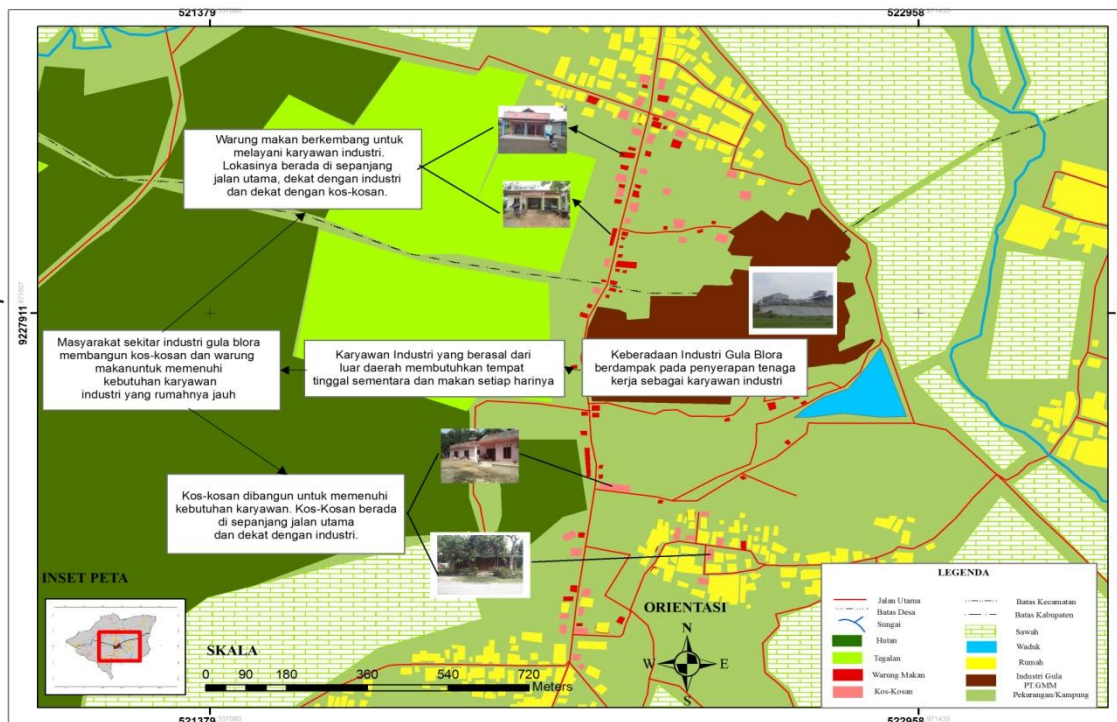 521379
522958
Warung makan berkembang untuk
melayani karyawan industri.
Lokasinya berada di sepanjang
jalan utama, dekat dengan industri
dan dekat dengan kos-kosan.
9227911
Masyarakat sekitar industri gula blora
membangun kos-kosan dan warung
makanuntuk memenuhi
kebutuhan karyawan
industri yang rumahnya jauh
Karyawan Industri yang berasal dari
luar daerah membutuhkan tempat
tinggal sementara dan makan setiap harinya
Keberadaan Industri Gula Blora
berdampak pada penyerapan tenaga
kerja sebagai karyawan industri
Kos-kosan dibangun untuk memenuhi
kebutuhan karyawan. Kos-Kosan berada
di sepanjang jalan utama
dan dekat dengan industri.
INSET PETA
SKALA
0 90 180 360 540 720
Meters
ORIENTASI
N
W E
S
LEGENDA
Jalan Utama
Batas Desa
Sungai
Hutan
Tegalan
Warung Makan
Kos-Kosan
Batas Kecamatan
Batas Kabupaten
Sawah
Waduk
Rumah
Industri Gula
PT.GMM
Pekarangan/Kampung
521379
522958